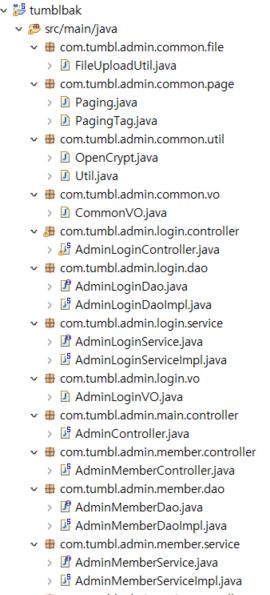 tumblbak
src/main/java
com.tumbl.admin.common.file
FileUploadUtil.java
com.tumbl.admin.common.page
Paging.java
PagingTag.java
com.tumbl.admin.common.util
OpenCrypt.java
Util.java
com.tumbl.admin.common.vo
CommonVO.java
com.tumbl.admin.login.controller
AdminLoginController.java
com.tumbl.admin.login.dao
AdminLoginDao.java
AdminLoginDaoImpl.java
com.tumbl.admin.login.service
AdminLoginService.java
AdminLoginServiceImpl.java
com.tumbl.admin.login.vo
AdminLoginVO.java
com.tumbl.admin.main.controller
AdminController.java
com.tumbl.admin.member.controller
AdminMemberController.java
com.tumbl.admin.member.dao
AdminMemberDao.java
AdminMemberDaoImpl.java
com.tumbl.admin.member.service
AdminMemberService.java
AdminMemberServiceImpl.java